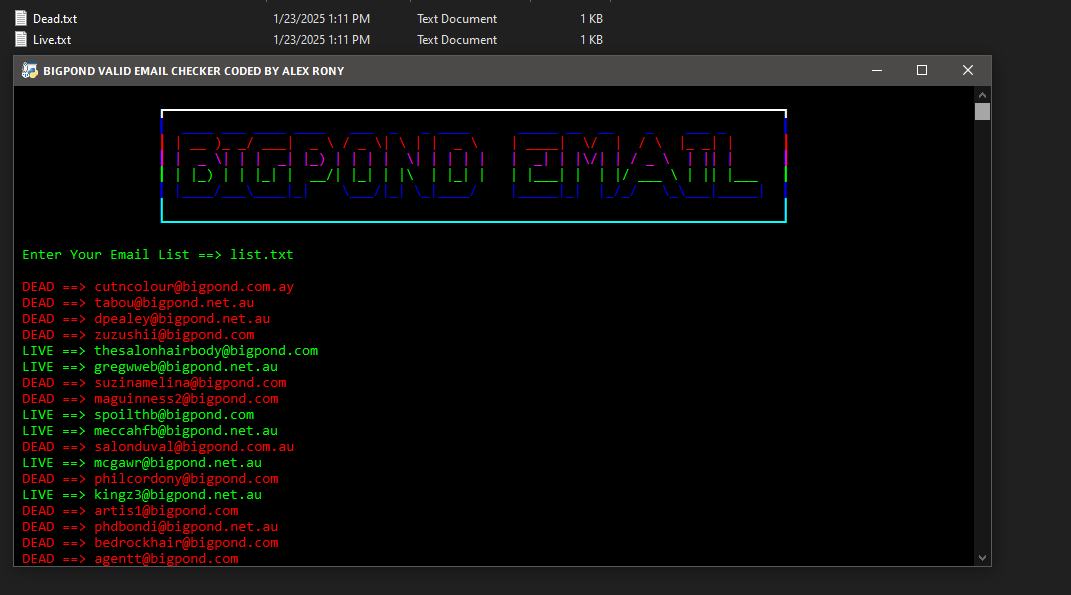 Dead.txt 1/23/2025 1:11 PM Text Document 1 KB
Live.txt 1/23/2025 1:11 PM Text Document 1 KB
BIGPOND VALID EMAIL CHECKER CODED BY ALEX RONY
BIGPOND EMAIL
Enter Your Email List ==> list.txt
DEAD ==> cutncolour@bigpond.com.ay
DEAD ==> tabou@bigpond.net.au
DEAD ==> dpealey@bigpond.net.au
DEAD ==> zuzushii@bigpond.com
LIVE ==> thesalonhairbody@bigpond.com
LIVE ==> gregwweb@bigpond.net.au
DEAD ==> suzinamelina@bigpond.com
DEAD ==> maguinness2@bigpond.com
LIVE ==> spoilthb@bigpond.com
LIVE ==> meccahfb@bigpond.net.au
DEAD ==> salonduval@bigpond.com.au
LIVE ==> mcgawr@bigpond.net.au
DEAD ==> philcordony@bigpond.com
LIVE ==> kingz3@bigpond.net.au
DEAD ==> artis1@bigpond.com
DEAD ==> phdbondi@bigpond.net.au
DEAD ==> bedrockhair@bigpond.com
DEAD ==> agentt@bigpond.com